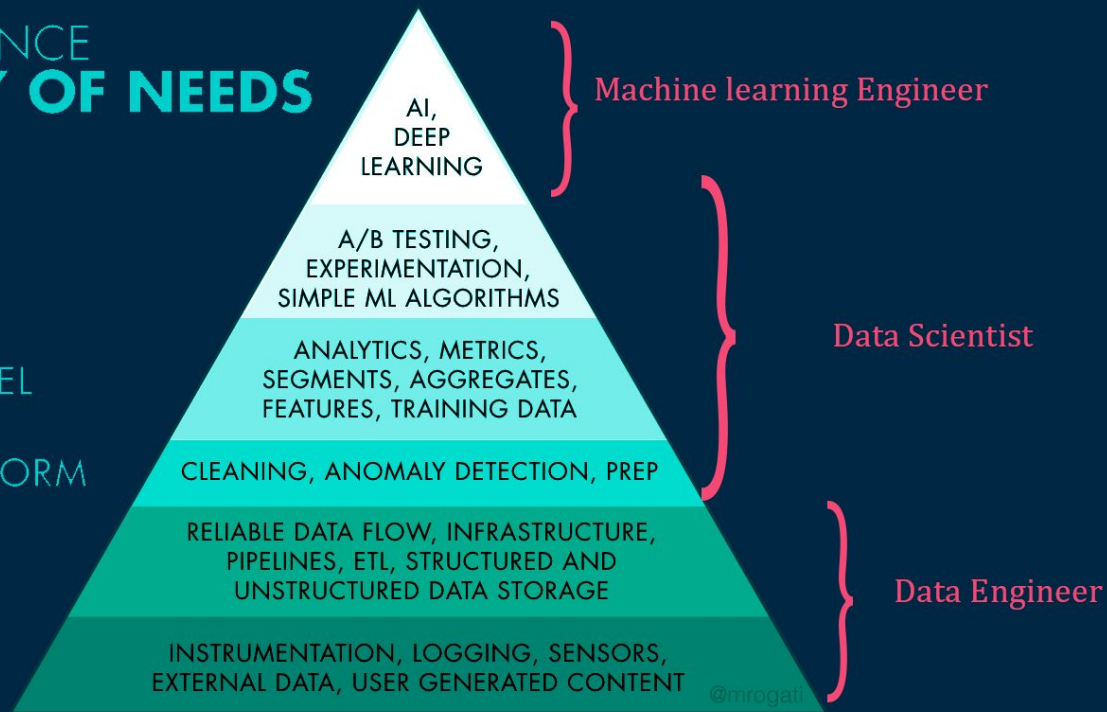 NCE
Y OF NEEDS
AI,
DEEP
LEARNING
Machine learning Engineer
A/B TESTING,
EXPERIMENTATION,
SIMPLE ML ALGORITHMS
Data Scientist
ANALYTICS, METRICS,
SEGMENTS, AGGREGATES,
FEATURES, TRAINING DATA
EL
CLEANING, ANOMALY DETECTION, PREP
ORM
RELIABLE DATA FLOW, INFRASTRUCTURE,
PIPELINES, ETL, STRUCTURED AND
UNSTRUCTURED DATA STORAGE
Data Engineer
INSTRUMENTATION, LOGGING, SENSORS,
EXTERNAL DATA, USER GENERATED CONTENT
@mrogati